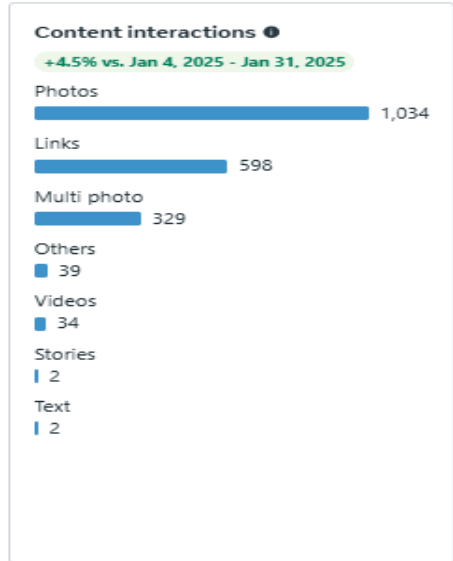 Content interactions
+4.5% vs. Jan 4, 2025 - Jan 31, 2025
Photos
1,034
Links
598
Multi photo
329
Others
39
Videos
34
Stories
2
Text
2